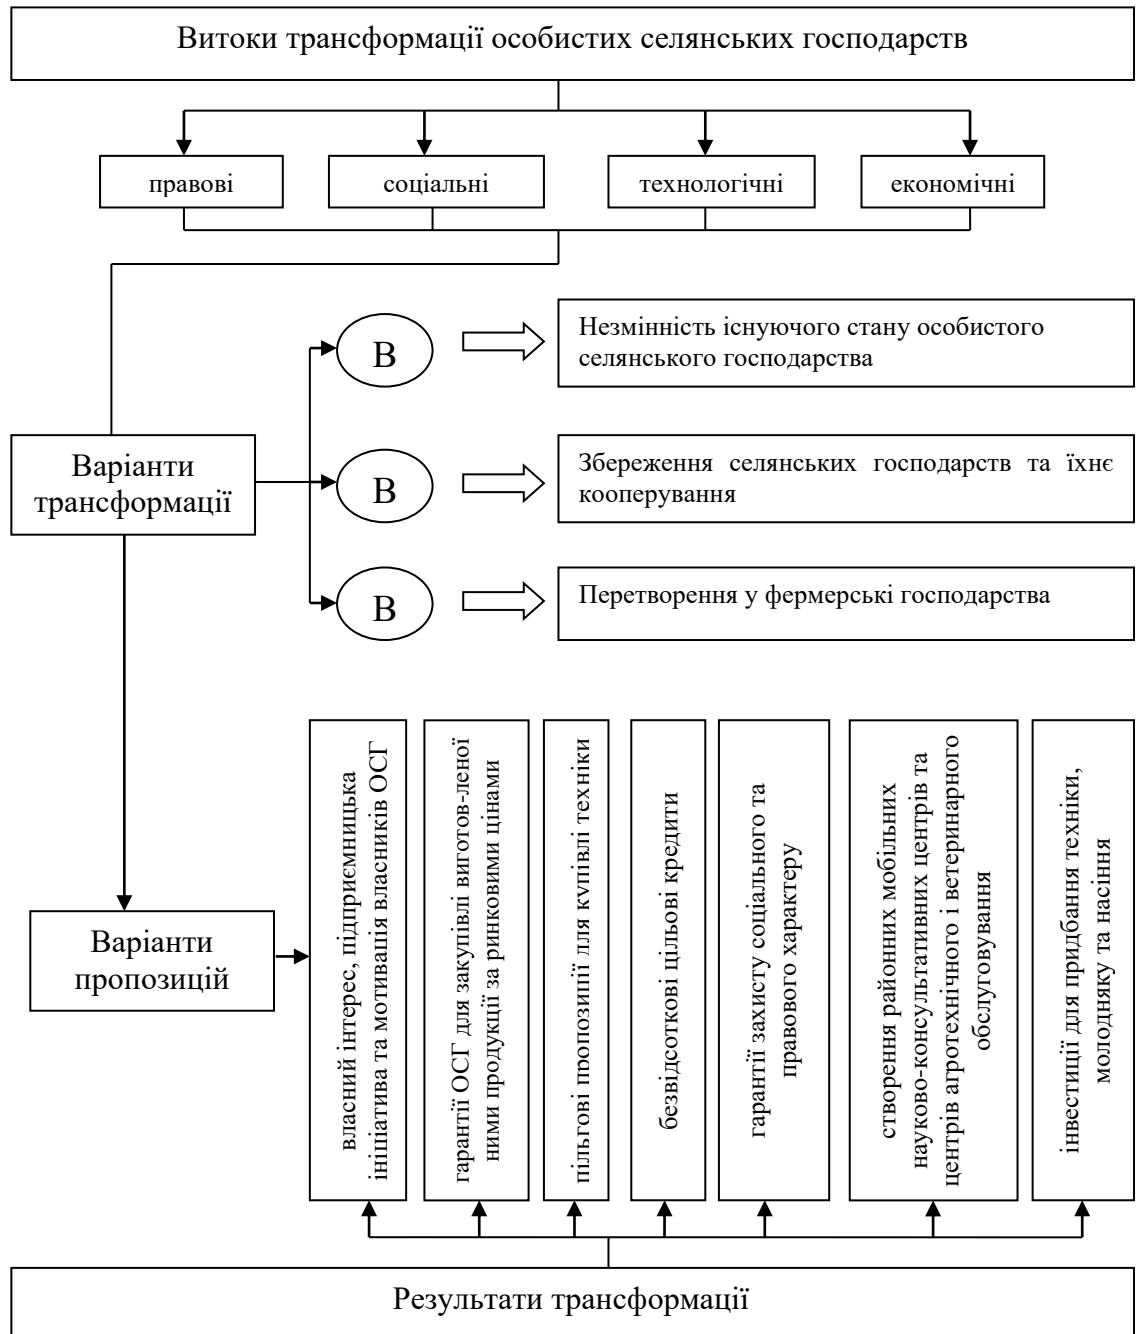 Витоки трансформації особистих селянських господарств
правові
соціальні
технологічні
економічні
В
Незмінність існуючого стану особистого
селянського господарства
Варіанти
трансформації
В
Збереження селянських господарств та їхнє
кооперування
В
Перетворення у фермерські господарства
Варіанти
пропозицій
власний інтерес, підприємницька
ініціатива та мотивація власників ОСГ
гарантії ОСГ для закупівлі виготов-леної
ними продукції за ринковими цінами
пільгові пропозиції для купівлі техніки
безвідсоткові цільові кредити
гарантії захисту соціального та
правового характеру
створення районних мобільних
науково-консультативних центрів та
центрів агротехнічного і ветеринарного
обслуговування
інвестиції для придбання техніки,
молодняку та насіння
Результати трансформації